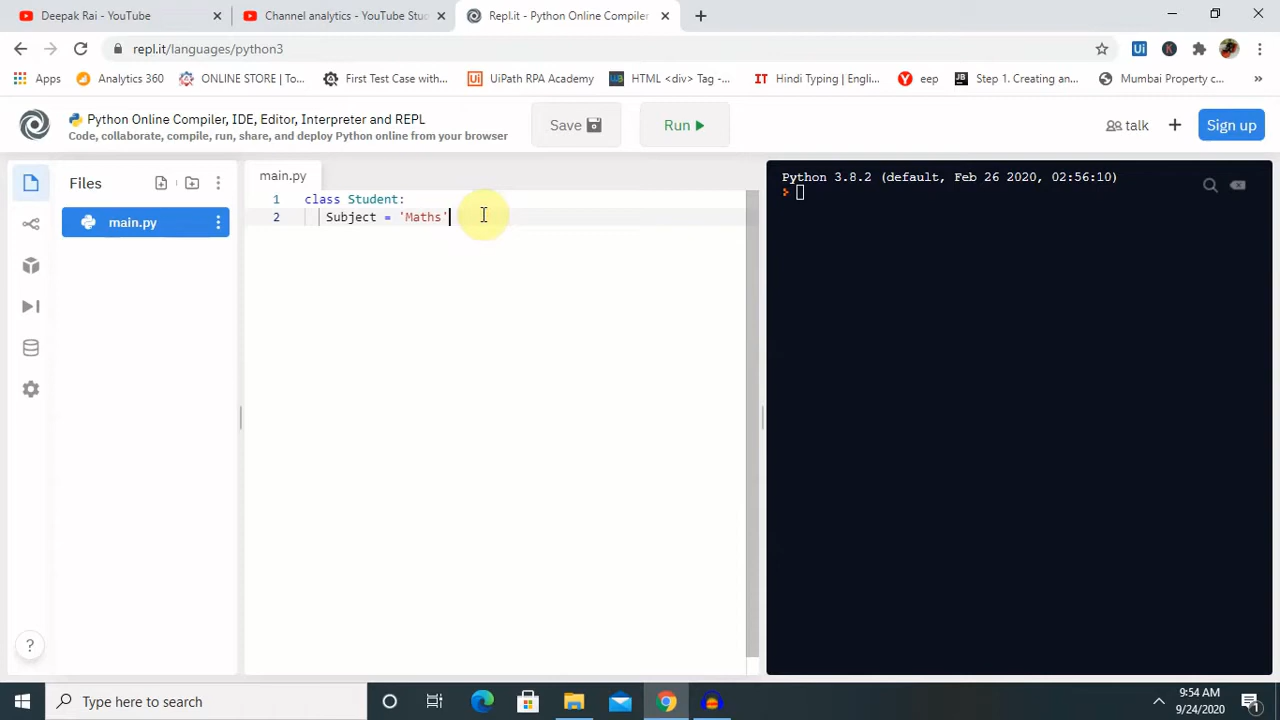 Deepak Rai - YouTube
Channel analytics - YouTube Stu
Repl.it - Python Online Compiler
repl.it/languages/python3
Ui
K
Apps
Analytics 360
ONLINE STORE | To...
First Test Case with...
Ui UiPath RPA Academy
HTML <div> Tag -...
IT Hindi Typing | Engli...
Y eep
JB Step 1. Creating an...
Mumbai Property c...
»
Python Online Compiler, IDE, Editor, Interpreter and REPL
Code, collaborate, compile, run, share, and deploy Python online from your browser
Save
Run
talk
+
Sign up
Files
main.py
main.py
1 class Student:
2 Subject = 'Maths'
Python 3.8.2 (default, Feb 26 2020, 02:56:10)
?
Type here to search
9:54 AM
9/24/2020
1